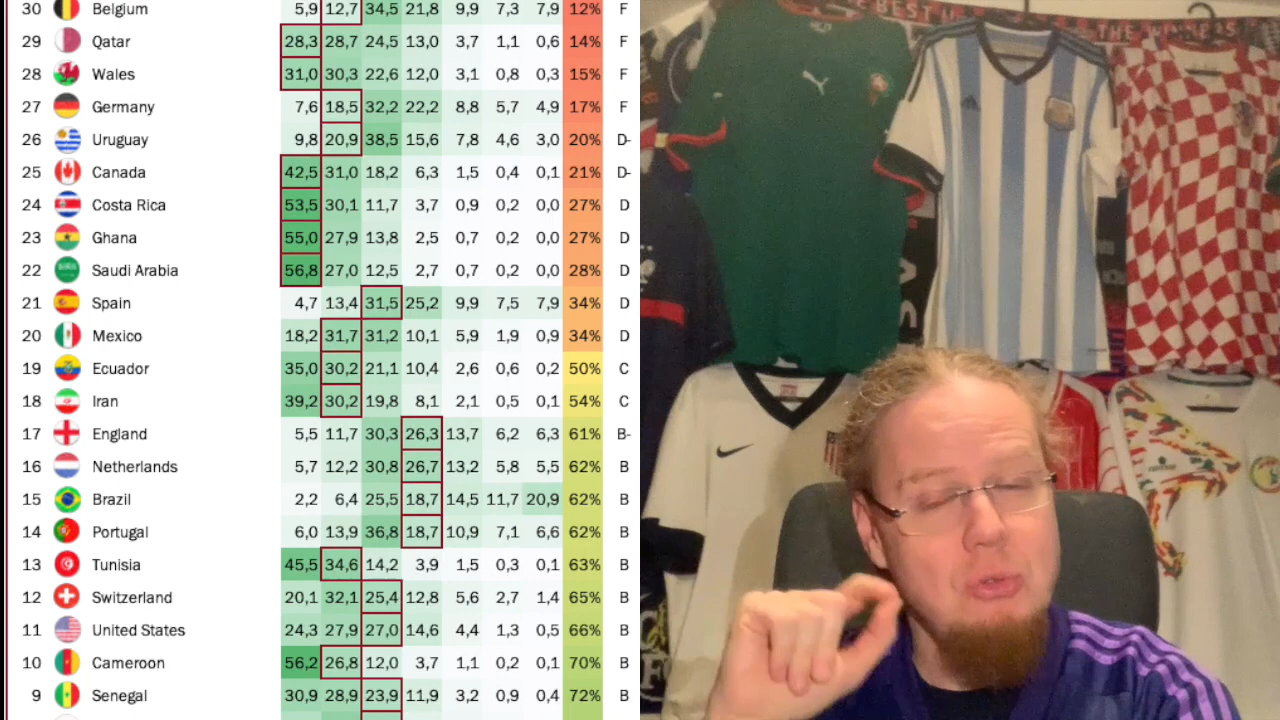 30 Belgium 5,9 12,7 34,5 21,8 9,9 7,3 7,9 12% F
29 Qatar 28,3 28,7 24,5 13,0 3,7 1,1 0,6 14% F
28 Wales 31,0 30,3 22,6 12,0 3,1 0,8 0,3 15% F
27 Germany 7,6 18,5 32,2 22,2 8,8 5,7 4,9 17% F
26 Uruguay 9,8 20,9 38,5 15,6 7,8 4,6 3,0 20% D-
25 Canada 42,5 31,0 18,2 6,3 1,5 0,4 0,1 21% D-
24 Costa Rica 53,5 30,1 11,7 3,7 0,9 0,2 0,0 27% D
23 Ghana 55,0 27,9 13,8 2,5 0,7 0,2 0,0 27% D
22 Saudi Arabia 56,8 27,0 12,5 2,7 0,7 0,2 0,0 28% D
21 Spain 4,7 13,4 31,5 25,2 9,9 7,5 7,9 34% D
20 Mexico 18,2 31,7 31,2 10,1 5,9 1,9 0,9 34% D
19 Ecuador 35,0 30,2 21,1 10,4 2,6 0,6 0,2 50% C
18 Iran 39,2 30,2 19,8 8,1 2,1 0,5 0,1 54% C
17 England 5,5 11,7 30,3 26,3 13,7 6,2 6,3 61% B-
16 Netherlands 5,7 12,2 30,8 26,7 13,2 5,8 5,5 62% B
15 Brazil 2,2 6,4 25,5 18,7 14,5 11,7 20,9 62% B
14 Portugal 6,0 13,9 36,8 18,7 10,9 7,1 6,6 62% B
13 Tunisia 45,5 34,6 14,2 3,9 1,5 0,3 0,1 63% B
12 Switzerland 20,1 32,1 25,4 12,8 5,6 2,7 1,4 65% B
11 United States 24,3 27,9 27,0 14,6 4,4 1,3 0,5 66% B
10 Cameroon 56,2 26,8 12,0 3,7 1,1 0,2 0,1 70% B
9 Senegal 30,9 28,9 23,9 11,9 3,2 0,9 0,4 72% B
2 BEST
THE WINNERS